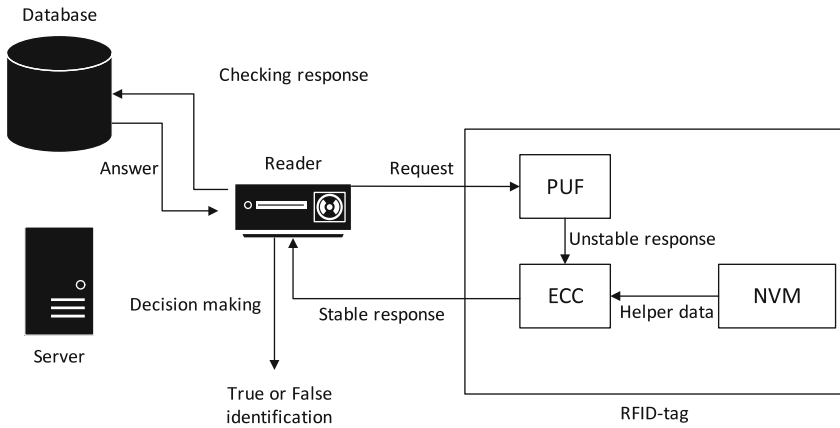 Database
Checking response
Answer
Reader
Request
PUF
Unstable response
ECC
Helper data
NVM
Stable response
Decision making
Server
True or False
identification
RFID-tag